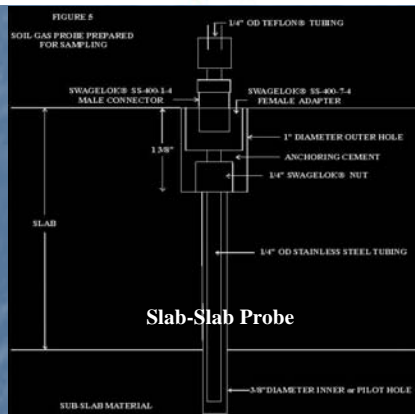 FIGURE 5
SOIL GAS PROBE PREPARED
FOR SAMPLING
1/4" OD TEFLON® TUBING
SWAGELOK® SS-400-1-4
MALE CONNECTOR
SWAGELOK® SS-400-7-4
FEMALE ADAPTER
1" DIAMETER OUTER HOLE
1 3/8"
ANCHORING CEMENT
1/4" SWAGELOK® NUT
SLAB
1/4" OD STAINLESS STEEL TUBING
Slab-Slab Probe
3/8"DIAMETER INNER or PILOT HOLE
SUB-SLAB MATERIAL